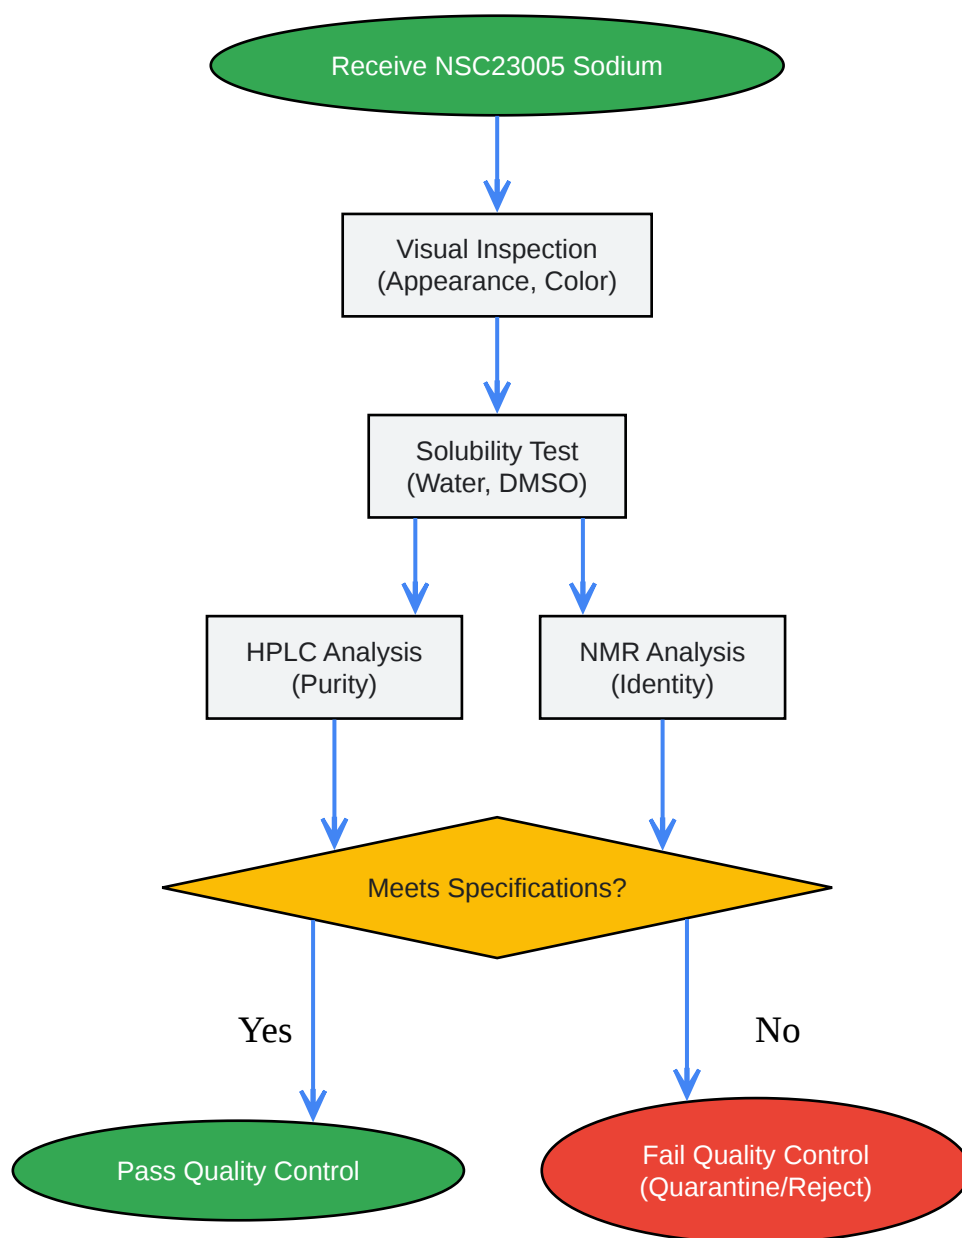 Receive NSC23005 Sodium
Visual Inspection
(Appearance, Color)
Solubility Test
(Water, DMSO)
HPLC Analysis
(Purity)
NMR Analysis
(Identity)
Meets Specifications?
Yes
No
Pass Quality Control
Fail Quality Control
(Quarantine/Reject)